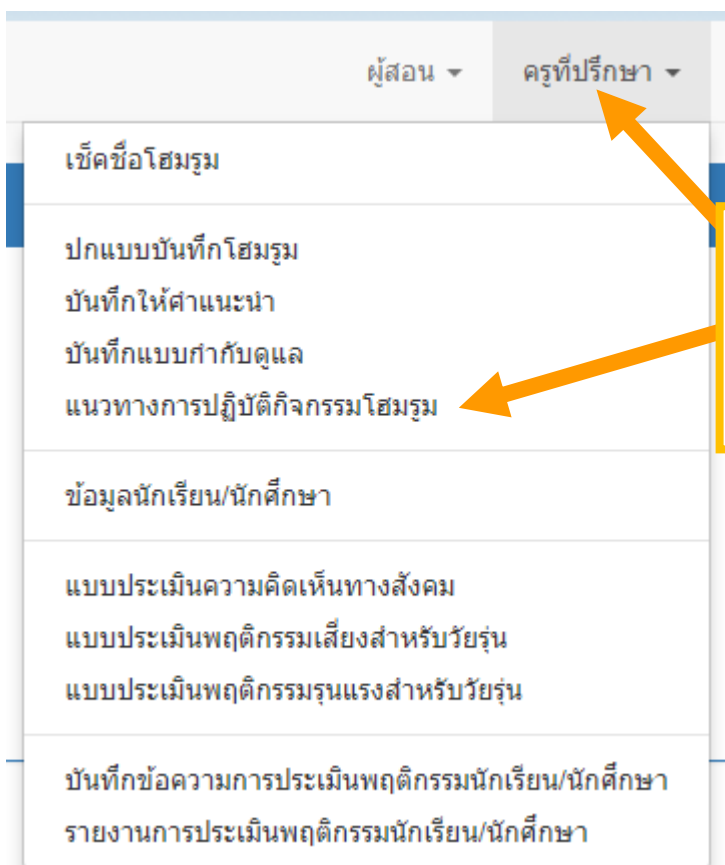 ผู้สอน ครูที่ปรึกษา
เช็คชื่อโฮมรูม
ปกแบบบันทึกโฮมรูม
บันทึกให้คำแนะนำ
บันทึกแบบกำกับดูแล
แนวทางการปฏิบัติกิจกรรมโฮมรูม
ข้อมูลนักเรียน/นักศึกษา
แบบประเมินความคิดเห็นทางสังคม
แบบประเมินพฤติกรรมเสี่ยงสำหรับวัยรุ่น
แบบประเมินพฤติกรรมรุนแรงสำหรับวัยรุ่น
บันทึกข้อความการประเมินพฤติกรรมนักเรียน/นักศึกษา
รายงานการประเมินพฤติกรรมนักเรียน/นักศึกษา